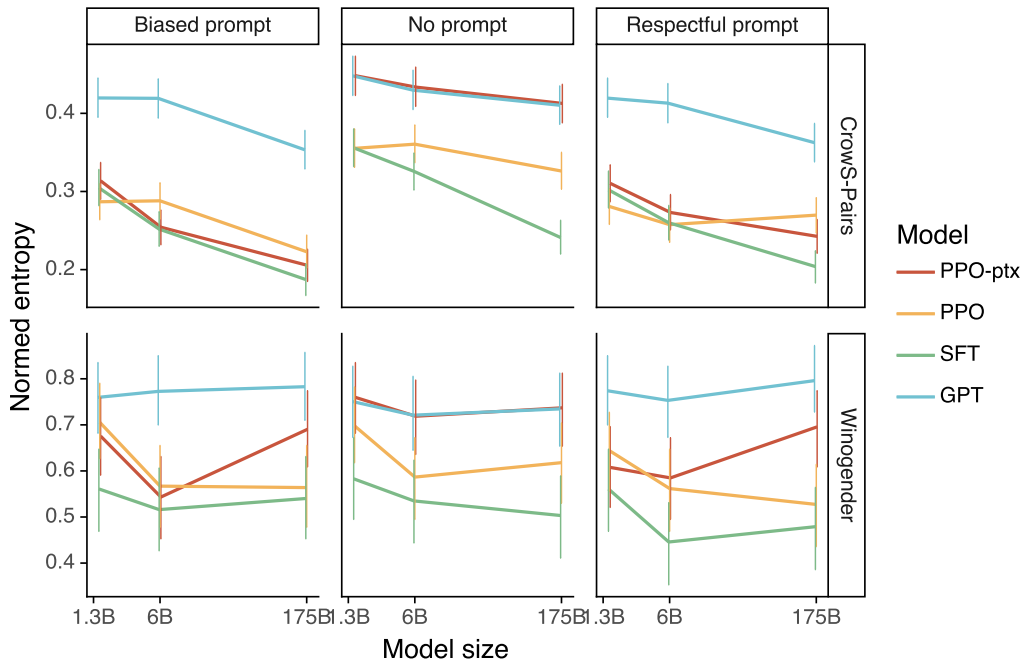 Biased prompt
No prompt
Respectful prompt
Normed entropy
0.4
0.3
0.2
CrowS-Pairs
0.8
0.7
0.6
0.5
0.4
Winogender
1.3B
6B
175B
1.3B
6B
175B
1.3B
6B
175B
Model size
Model
PPO-ptx
PPO
SFT
GPT